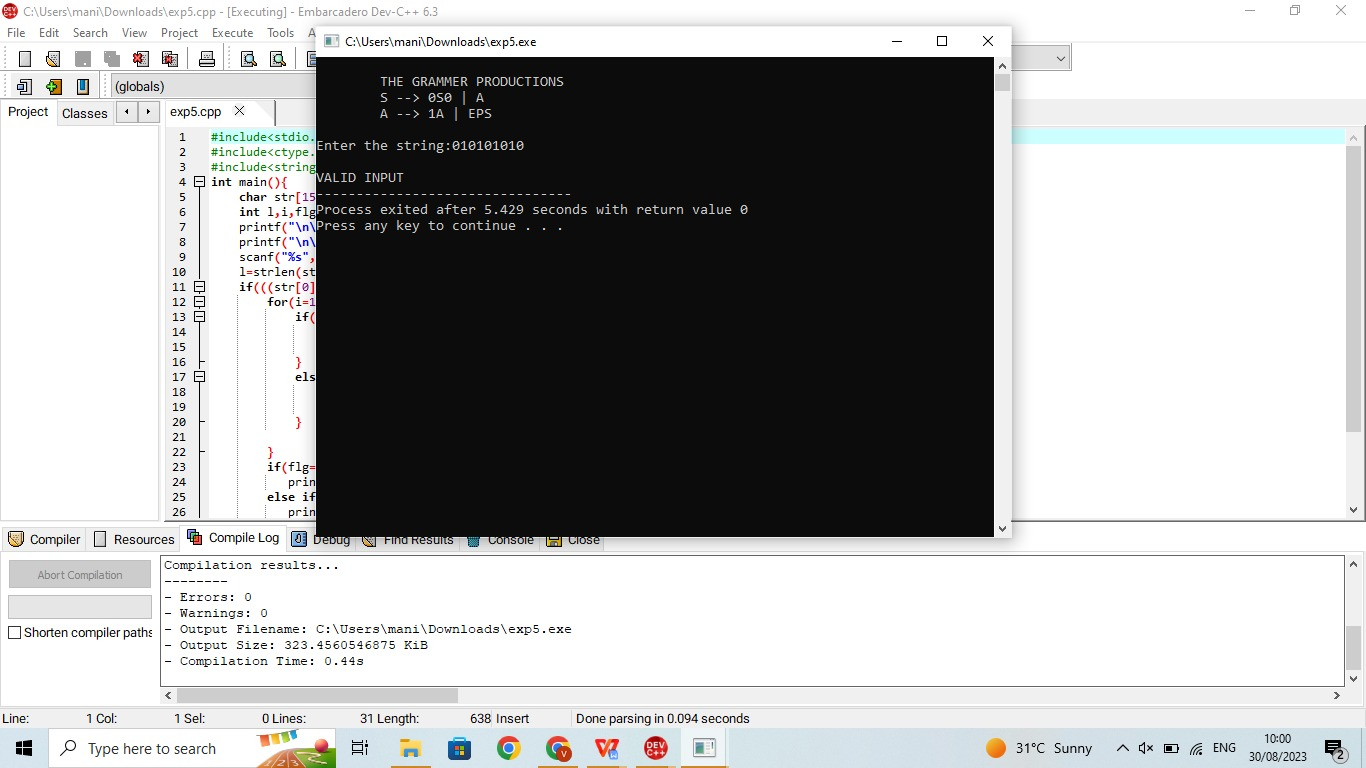 C:\Users\mani\Downloads\exp5.cpp - [Executing] - Embarcadero Dev-C++ 6.3
File Edit Search View Project Execute Tools A
C:\Users\mani\Downloads\exp5.exe
(globals)
Project Classes
exp5.cpp
THE GRAMMER PRODUCTIONS
S --> 0S0 | A
A --> 1A | EPS
Enter the string:010101010
VALID INPUT
--------------------------------
Process exited after 5.429 seconds with return value 0
Press any key to continue . . .
1 #include<stdio.
2 #include<ctype.
3 #include<string
4 int main(){
5 char str[15
6 int l,i,flg
7 printf("\n\
8 printf("\n\
9 scanf("%s",
10 l=strlen(st
11 if(((str[0]
12 for(i=1
13 if(
14
15
16 }
17 els
18
19
20 }
21
22 }
23 if(flg=
24 prin
25 else if
26 prin
Compiler Resources Compile Log Debug Find Results Console Close
Abort Compilation
Shorten compiler paths
Compilation results...
--------
- Errors: 0
- Warnings: 0
- Output Filename: C:\Users\mani\Downloads\exp5.exe
- Output Size: 323.4560546875 KiB
- Compilation Time: 0.44s
Line: 1 Col: 1 Sel: 0 Lines: 31 Length: 638 Insert Done parsing in 0.094 seconds
Type here to search
31°C Sunny
ENG
10:00
30/08/2023
2